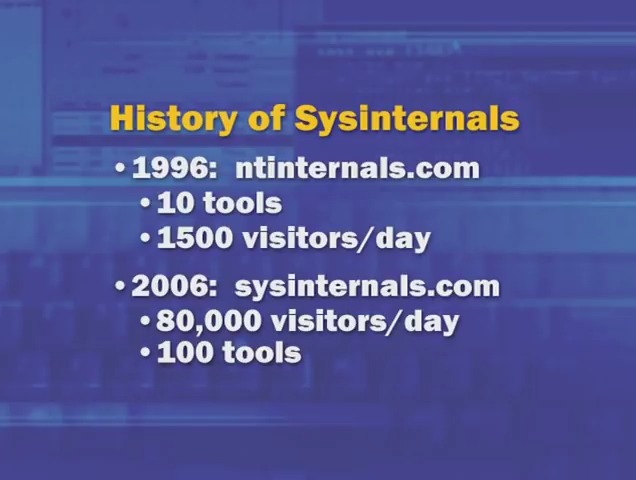 History of Sysinternals
•1996: ntinternals.com
•10 tools
•1500 visitors/day
•2006: sysinternals.com
•80,000 visitors/day
•100 tools